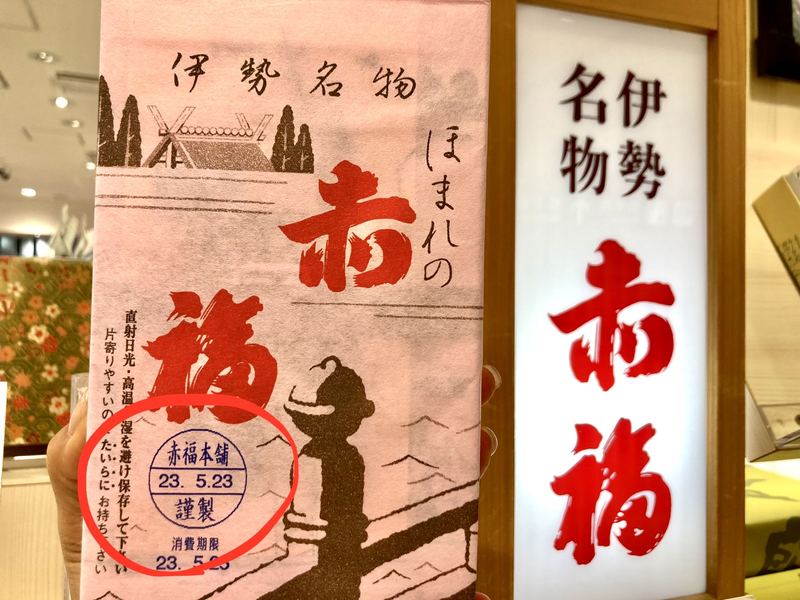 伊勢名物
ほまれの
赤
福
直射日光・高温
湿を避け保存して下さい
片寄りやすいの
たいらにお持ち
さい
赤福本舗
23. 5.23
謹製
消費期限
23. 5.
伊勢
名物
赤
福